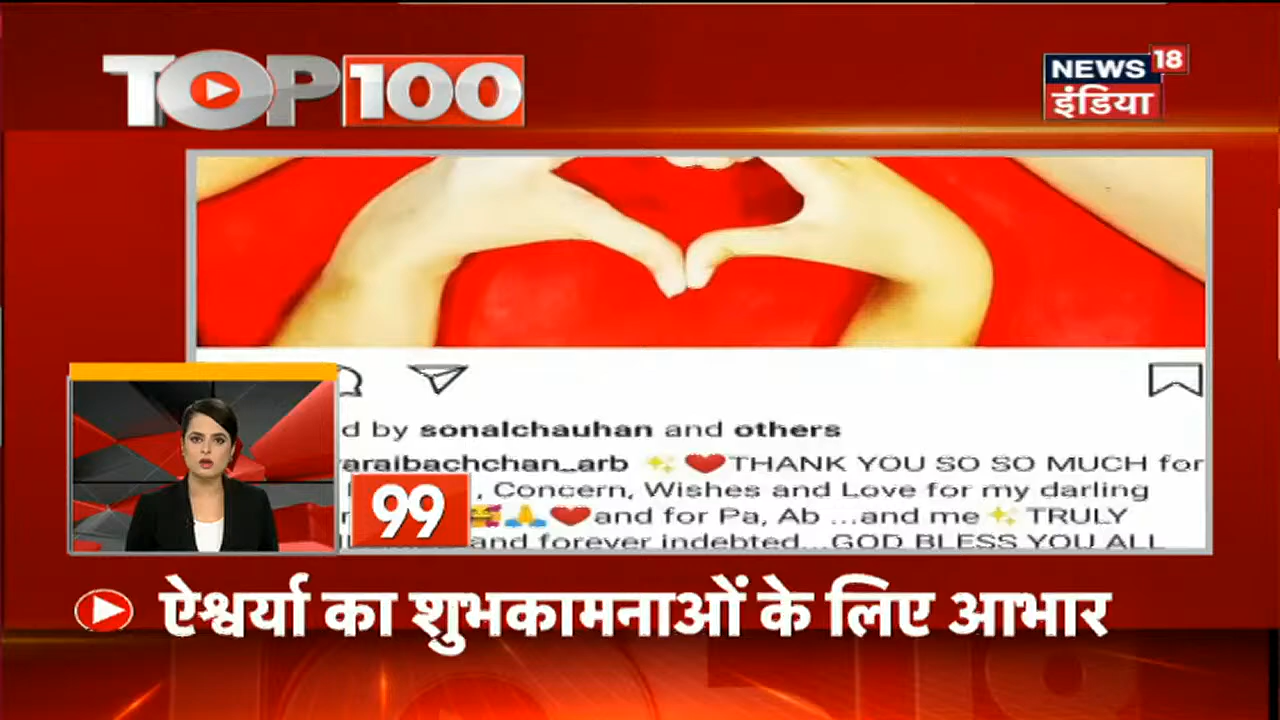 TOP 100
NEWS 18
इंडिया
d by sonalchauhan and others
araibachchan_arb ✨ ❤️THANK YOU SO SO MUCH for
, Concern, Wishes and Love for my darling
🥰🙏❤️and for Pa, Ab ...and me✨ TRULY
and forever indebted...GOD BLESS YOU ALL
99
ऐश्वर्या का शुभकामनाओं के लिए आभार